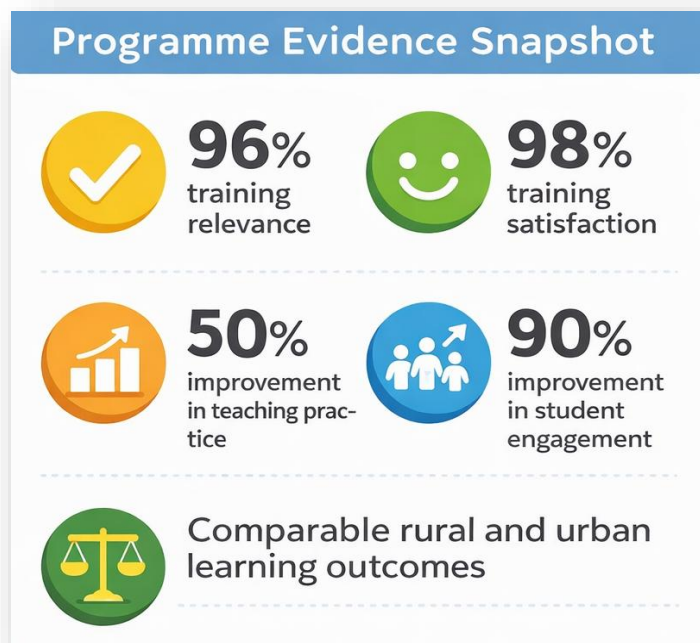 Programme Evidence Snapshot
96%
training
relevance
98%
training
satisfaction
50%
improvement
in teaching prac-
tice
90%
improvement
in student
engagement
Comparable rural and urban
learning outcomes